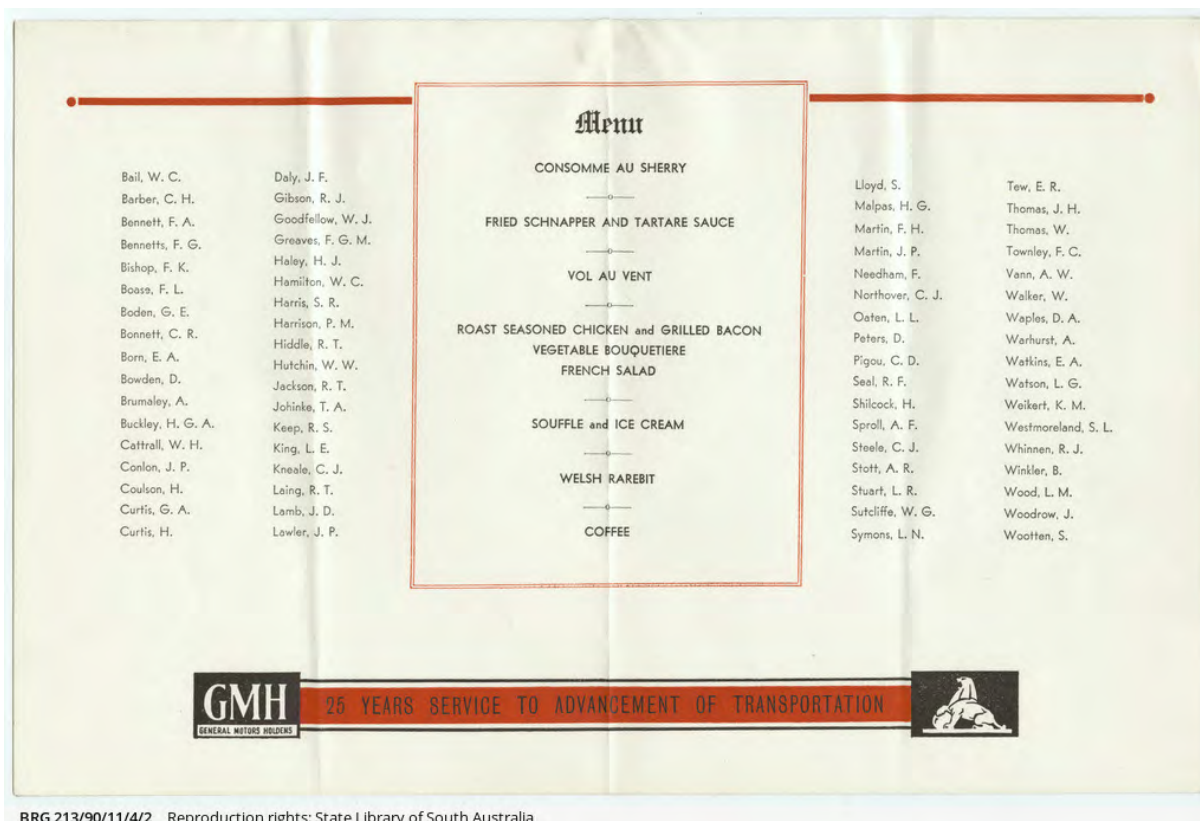 Bail, W. C.
Barber, C. H.
Bennett, F. A.
Bennetts, F. G.
Bishop, F. K.
Boase, F. L.
Boden, G. E.
Bonnett, C. R.
Born, E. A.
Bowden, D.
Brumaley, A.
Buckley, H. G. A.
Cattrall, W. H.
Conlon, J. P.
Coulson, H.
Curtis, G. A.
Curtis, H.
Daly, J. F.
Gibson, R. J.
Goodfellow, W. J.
Greaves, F. G. M.
Haley, H. J.
Hamilton, W. C.
Harris, S. R.
Harrison, P. M.
Hiddle, R. T.
Hutchin, W. W.
Jackson, R. T.
Johinke, T. A.
Keep, R. S.
King, L. E.
Kneale, C. J.
Laing, R. T.
Lamb, J. D.
Lawler, J. P.
Menu
CONSOMME AU SHERRY
FRIED SCHNAPPER AND TARTARE SAUCE
VOL AU VENT
ROAST SEASONED CHICKEN and GRILLED BACON
VEGETABLE BOUQUETIERE
FRENCH SALAD
SOUFFLE and ICE CREAM
WELSH RAREBIT
COFFEE
Lloyd, S.
Malpas, H. G.
Martin, F. H.
Martin, J. P.
Needham, F.
Northover, C. J.
Oaten, L. L.
Peters, D.
Pigou, C. D.
Seal, R. F.
Shilcock, H.
Sproll, A. F.
Steele, C. J.
Stott, A. R.
Stuart, L. R.
Sutcliffe, W. G.
Symons, L. N.
Tew, E. R.
Thomas, J. H.
Thomas, W.
Townley, F. C.
Vann, A. W.
Walker, W.
Waples, D. A.
Warhurst, A.
Watkins, E. A.
Watson, L. G.
Weikert, K. M.
Westmoreland, S. L.
Whinnen, R. J.
Winkler, B.
Wood, L. M.
Woodrow, J.
Wootten, S.
GMH
GENERAL MOTORS HOLDENS
25 YEARS SERVICE TO ADVANCEMENT OF TRANSPORTATION
BRG 213/90/11/4/2 Reproduction rights: State Library of South Australia